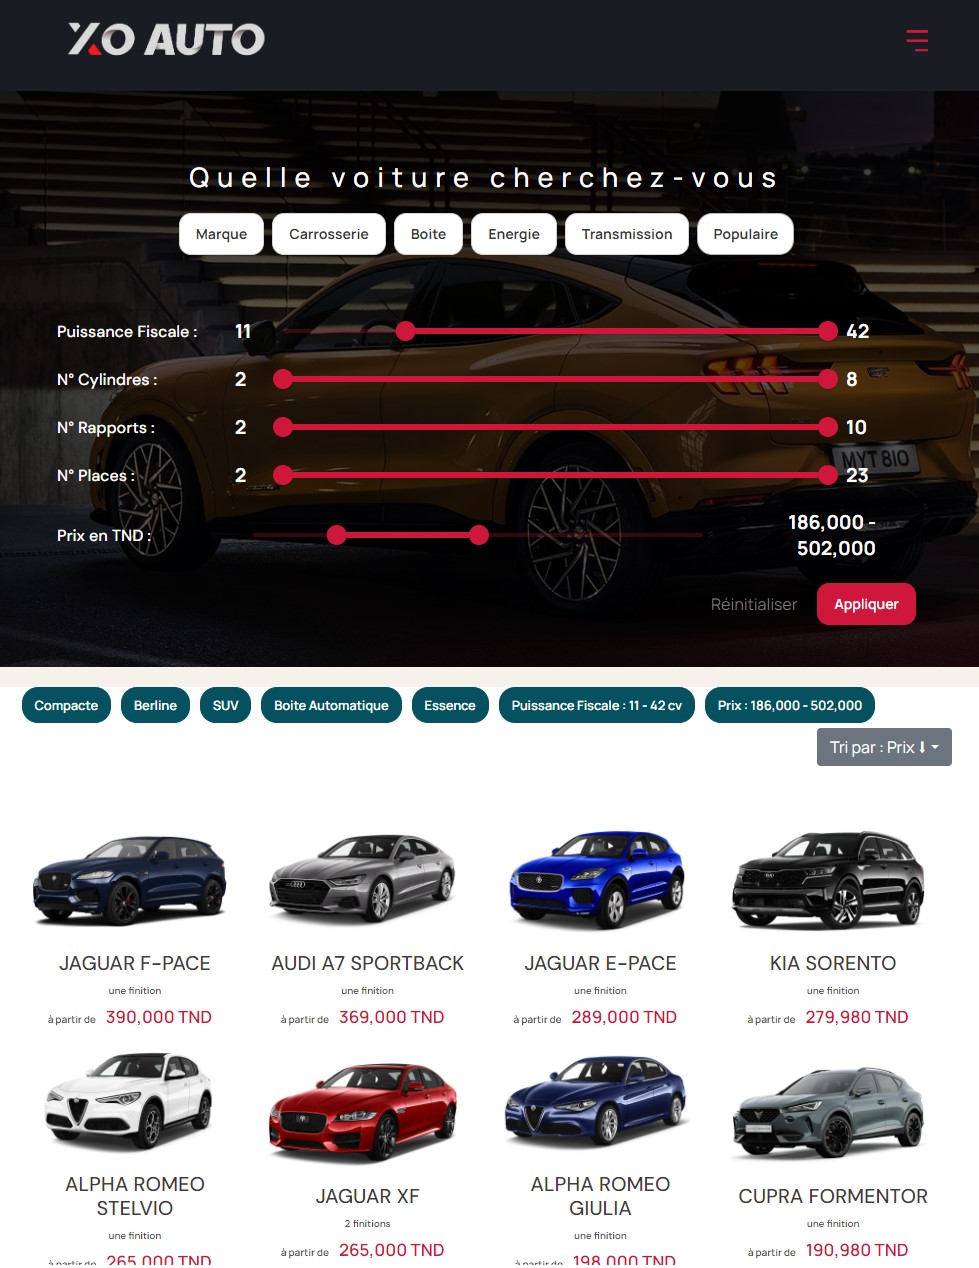 XO AUTO
Quelle voiture cherchez-vous
Marque
Carrosserie
Boite
Energie
Transmission
Populaire
Puissance Fiscale : 11 42
N° Cylindres : 2 8
N° Rapports : 2 10
N° Places : 2 23
MYT 810
Prix en TND : 186,000 -
502,000
Réinitialiser
Appliquer
Compacte
Berline
SUV
Boite Automatique
Essence
Puissance Fiscale : 11 - 42 cv
Prix : 186,000 - 502,000
Tri par : Prix
JAGUAR F-PACE
une finition
à partir de 390,000 TND
AUDI A7 SPORTBACK
une finition
à partir de 369,000 TND
JAGUAR E-PACE
une finition
à partir de 289,000 TND
KIA SORENTO
une finition
à partir de 279,980 TND
ALPHA ROMEO
STELVIO
une finition
à partir de 265,000 TND
JAGUAR XF
2 finitions
à partir de 265,000 TND
ALPHA ROMEO
GIULIA
une finition
à partir de 198,000 TND
CUPRA FORMENTOR
une finition
à partir de 190,980 TND